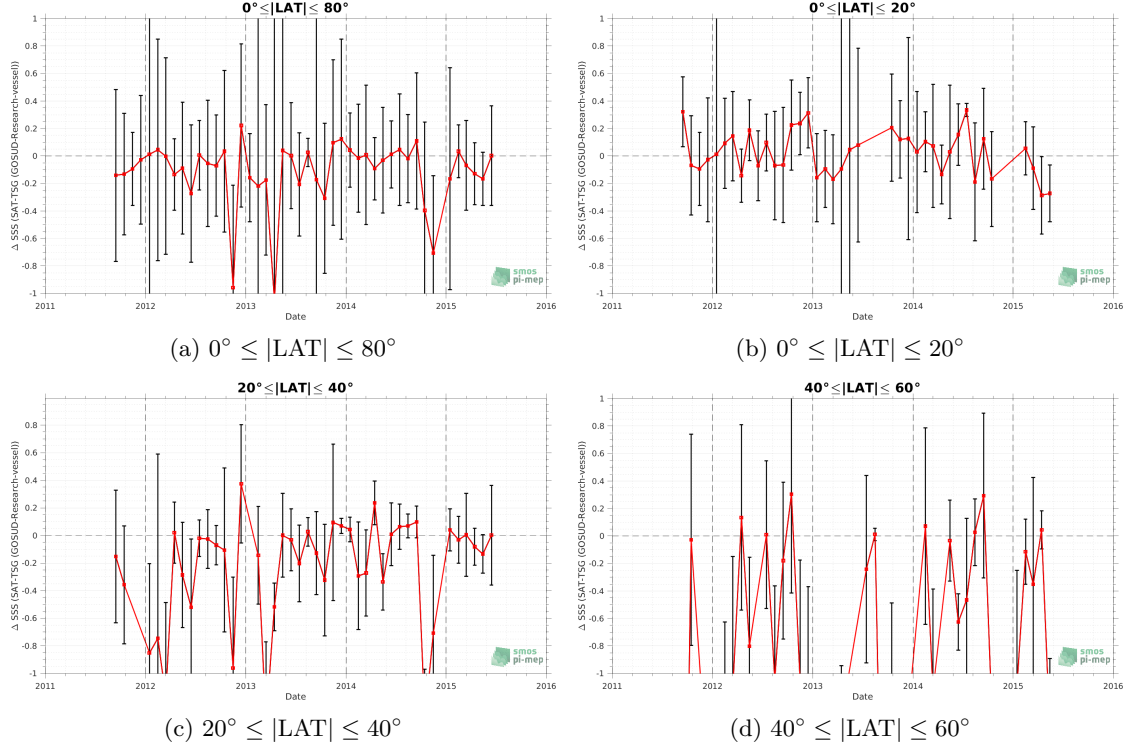 0°≤|LAT|≤ 80°
Δ SSS (SAT-TSG (GOSUD-Research-vessel))
1
0.8
0.6
0.4
0.2
0
-0.2
-0.4
-0.6
-0.8
-1
2011
2012
2013
2014
2015
2016
Date
smos
pi-mep
(a) 0° ≤ |LAT| ≤ 80°
0°≤|LAT|≤ 20°
Δ SSS (SAT-TSG (GOSUD-Research-vessel))
1
0.8
0.6
0.4
0.2
0
-0.2
-0.4
-0.6
-0.8
-1
2011
2012
2013
2014
2015
2016
Date
smos
pi-mep
(b) 0° ≤ |LAT| ≤ 20°
20°≤|LAT|≤ 40°
Δ SSS (SAT-TSG (GOSUD-Research-vessel))
1
0.8
0.6
0.4
0.2
0
-0.2
-0.4
-0.6
-0.8
-1
2011
2012
2013
2014
2015
2016
Date
smos
pi-mep
(c) 20° ≤ |LAT| ≤ 40°
40°≤|LAT|≤ 60°
Δ SSS (SAT-TSG (GOSUD-Research-vessel))
1
0.8
0.6
0.4
0.2
0
-0.2
-0.4
-0.6
-0.8
-1
2011
2012
2013
2014
2015
2016
Date
smos
pi-mep
(d) 40° ≤ |LAT| ≤ 60°